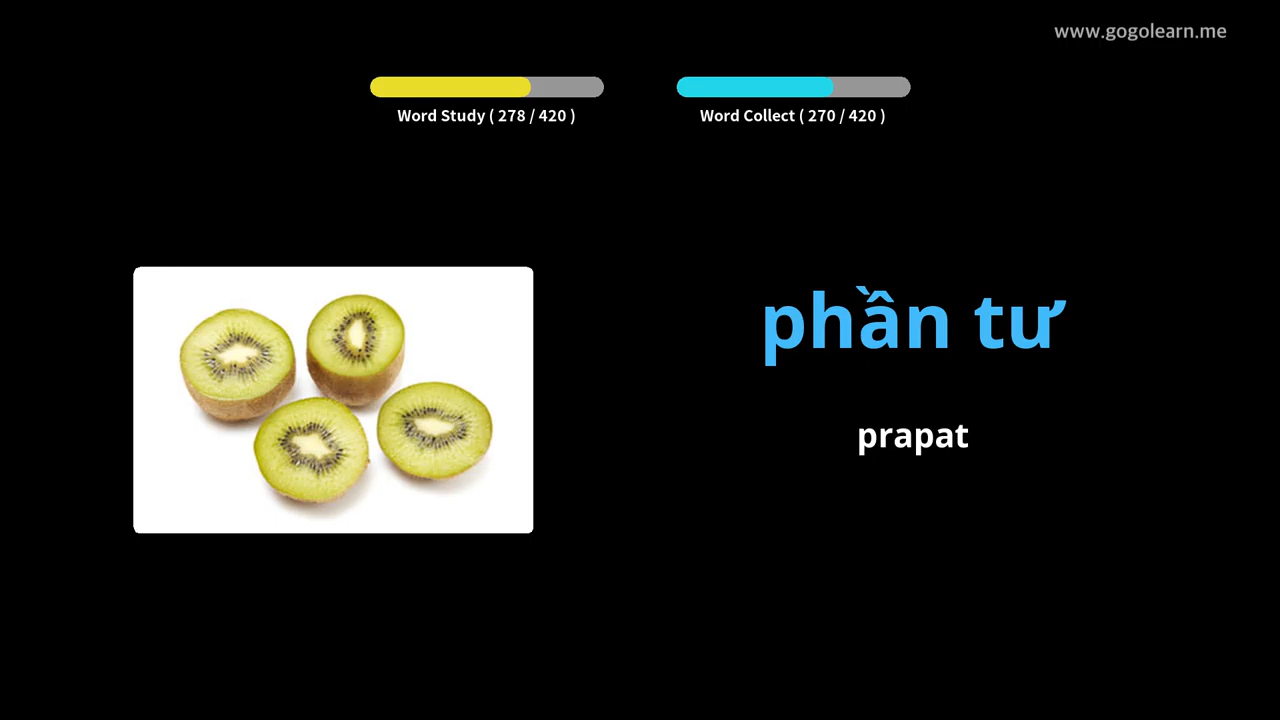 www.gogolearn.me
Word Study ( 278 / 420 )
Word Collect ( 270 / 420 )
phần tư
prapat